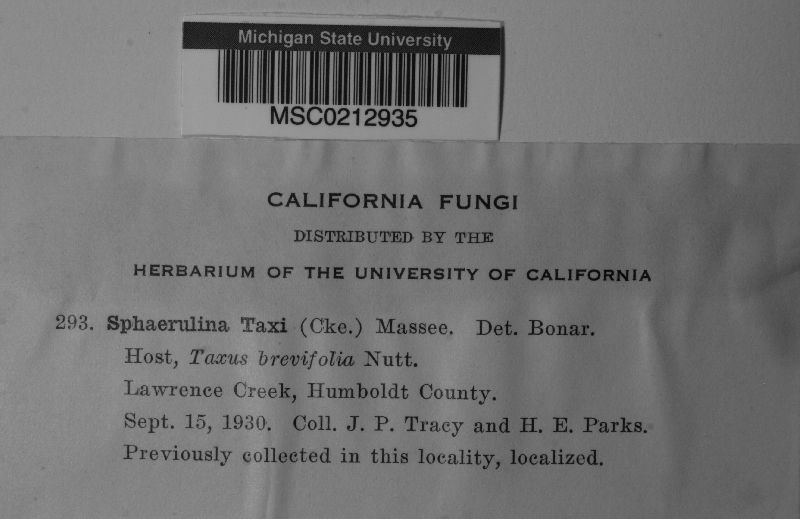 Michigan State University
MSC0212935
CALIFORNIA FUNGI
DISTRIBUTED BY THE
HERBARIUM OF THE UNIVERSITY OF CALIFORNIA
293. Sphaerulina Taxi (Cke.) Massee. Det. Bonar.
Host, Taxus brevifolia Nutt.
Lawrence Creek, Humboldt County.
Sept. 15, 1930. Coll. J. P. Tracy and H. E. Parks.
Previously collected in this locality, localized.